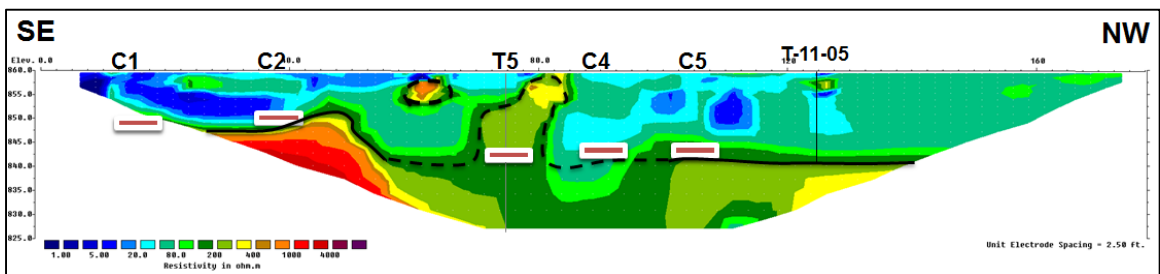 SE NW
C1 C2 T5 C4 C5 T-11-05
Elev. 0.0 80.0 120 160
860.0
855.0
850.0
845.0
840.0
835.0
830.0
825.0
1.00 5.00 20.0 80.0 200 400 1000 4000
Resistivity in ohm.m
Unit Electrode Spacing = 2.50 ft.